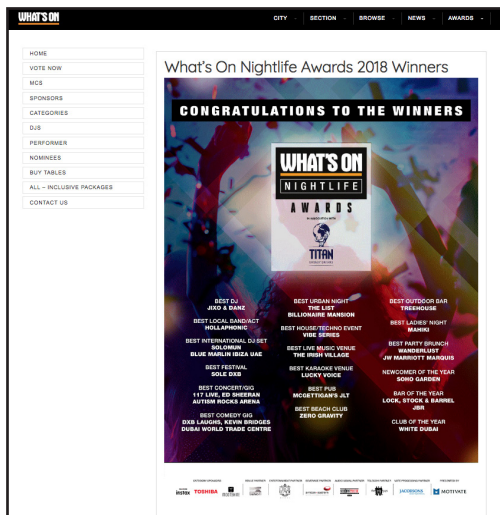 WHAT'S ON
CITY
SECTION
BROWSE
NEWS
AWARDS
HOME
VOTE NOW
MCS
SPONSORS
CATEGORIES
DJS
PERFORMER
NOMINEES
BUY TABLES
ALL – INCLUSIVE PACKAGES
CONTACT US
What's On Nightlife Awards 2018 Winners
CONGRATULATIONS TO THE WINNERS
WHAT'S ON
NIGHTLIFE
AWARDS
TITAN
BEST DJ
JIXO & DANZ
BEST LOCAL BAND/ACT
HOLLAPHONIC
BEST INTERNATIONAL DJ SET
SOLOMUN
BLUE MARLIN IBIZA UAE
BEST FESTIVAL
SOLE DXB
BEST CONCERT/GIG
117 LIVE, ED SHEERAN
AUTISM ROCKS ARENA
BEST COMEDY GIG
DXB LAUGHS, KEVIN BRIDGES
DUBAI WORLD TRADE CENTRE
BEST URBAN NIGHT
THE LIST
BILLIONAIRE MANSION
BEST HOUSE/TECHNO EVENT
VIBE SERIES
BEST LIVE MUSIC VENUE
THE IRISH VILLAGE
BEST KARAOKE VENUE
LUCKY VOICE
BEST PUB
MCGETTIGAN'S JLT
BEST BEACH CLUB
ZERO GRAVITY
BEST OUTDOOR BAR
TREEHOUSE
BEST LADIES' NIGHT
MAHIKI
BEST PARTY BRUNCH
WANDERLUST
JW MARRIOTT MARQUIS
NEWCOMER OF THE YEAR
SOHO GARDEN
BAR OF THE YEAR
LOCK, STOCK & BARREL
JBR
CLUB OF THE YEAR
WHITE DUBAI
instax
TOSHIBA
JACKSONS
MOTIVATE